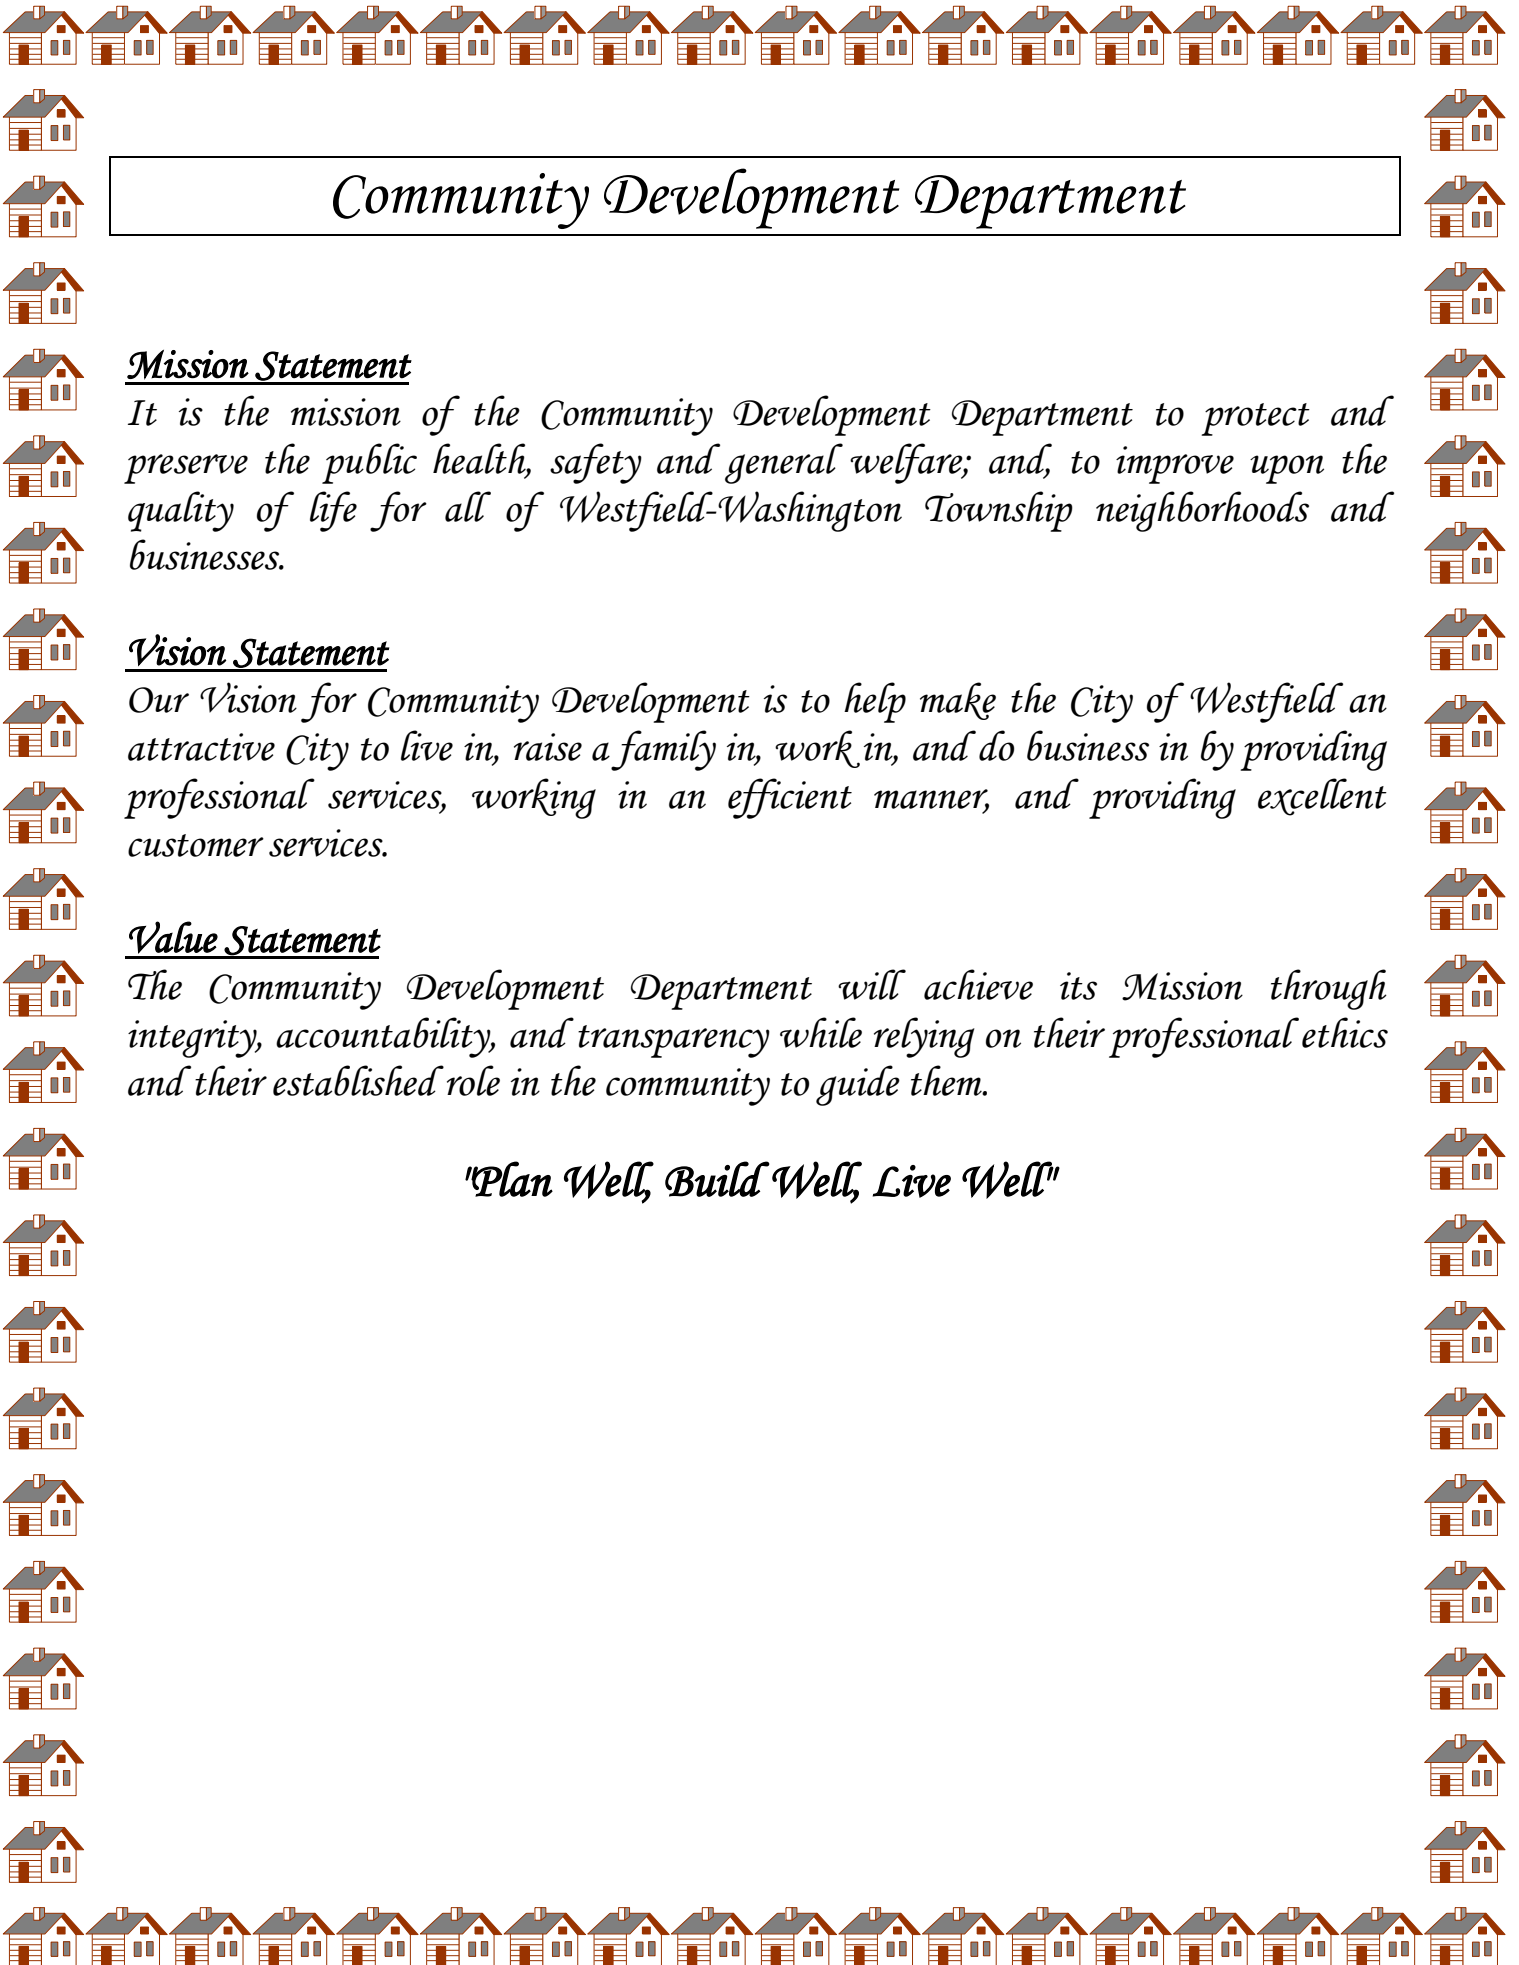 Community Development Department
Mission Statement
It is the mission of the Community Development Department to protect and
preserve the public health, safety and general welfare; and, to improve upon the
quality of life for all of Westfield-Washington Township neighborhoods and
businesses.
Vision Statement
Our Vision for Community Development is to help make the City of Westfield an
attractive City to live in, raise a family in, work in, and do business in by providing
professional services, working in an efficient manner, and providing excellent
customer services.
Value Statement
The Community Development Department will achieve its Mission through
integrity, accountability, and transparency while relying on their professional ethics
and their established role in the community to guide them.
"Plan Well, Build Well, Live Well"